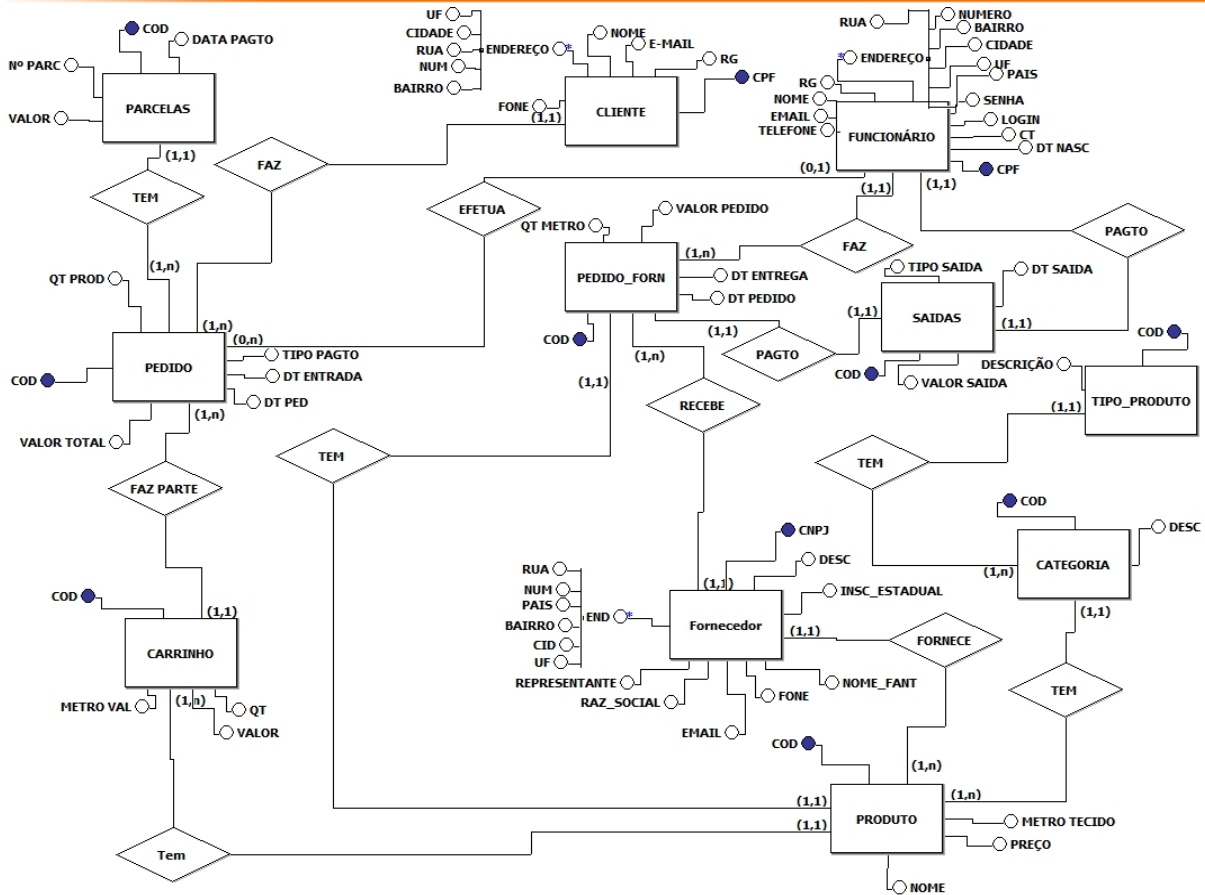 COD
DATA PAGTO
Nº PARC
VALOR
PARCELAS
(1,1)
TEM
(1,n)
UF
CIDADE
RUA
NUM
BAIRRO
ENDEREÇO *
NOME
E-MAIL
RG
CPF
FONE
CLIENTE
(1,1)
FAZ
(1,n)
RUA
NUMERO
BAIRRO
CIDADE
UF
PAIS
* ENDEREÇO
SENHA
LOGIN
CT
DT NASC
CPF
RG
NOME
EMAIL
TELEFONE
FUNCIONÁRIO
(0,1)
(1,1)
(1,1)
EFETUA
(0,n)
FAZ
(1,n)
PAGTO
(1,1)
QT METRO
VALOR PEDIDO
PEDIDO_FORN
DT ENTREGA
DT PEDIDO
COD
(1,1)
(1,n)
(1,1)
PAGTO
(1,1)
TIPO SAIDA
DT SAIDA
SAIDAS
COD
VALOR SAIDA
QT PROD
PEDIDO
COD
TIPO PAGTO
DT ENTRADA
DT PED
VALOR TOTAL
(1,n)
FAZ PARTE
(1,1)
TEM
RECEBE
(1,1)
COD
DESCRIÇÃO
TIPO_PRODUTO
(1,1)
TEM
(1,n)
COD
DESC
CATEGORIA
(1,1)
TEM
(1,n)
COD
CARRINHO
METRO VAL
(1,n)
QT
VALOR
Tem
(1,1)
RUA
NUM
PAIS
BAIRRO
CID
UF
END *
CNPJ
DESC
INSC_ESTADUAL
Fornecedor
REPRESENTANTE
RAZ_SOCIAL
EMAIL
FONE
NOME_FANT
(1,1)
FORNECE
(1,n)
COD
(1,1)
PRODUTO
METRO TECIDO
PREÇO
NOME